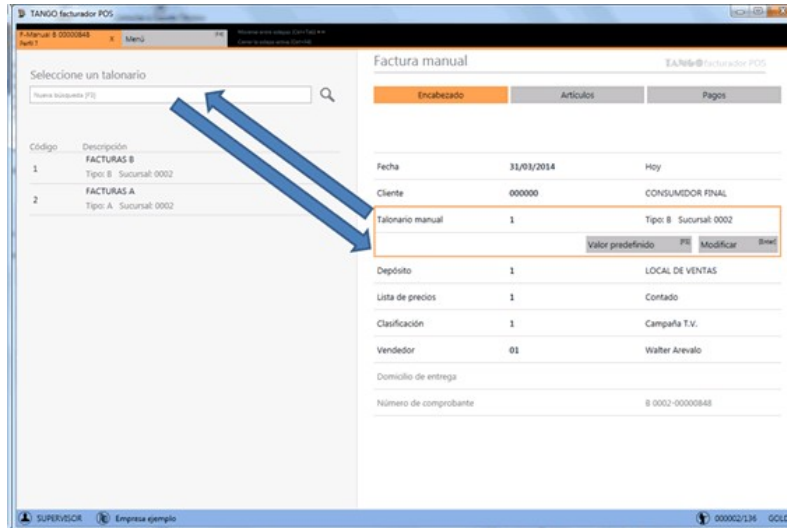 TANGO facturador POS
F-Manual B 00000848 X Menú
Perfil 1
Seleccione un talonario
Nueva búsqueda [F3]
Código Descripción
1 FACTURAS B
Tipo: B Sucursal: 0002
2 FACTURAS A
Tipo: A Sucursal: 0002
Factura manual
TANGO facturador POS
Encabezado Artículos Pagos
Fecha 31/03/2014 Hoy
Cliente 000000 CONSUMIDOR FINAL
Talonario manual 1 Tipo: B Sucursal: 0002
Valor predefinido Modificar
Depósito 1 LOCAL DE VENTAS
Lista de precios 1 Contado
Clasificación 1 Campaña T.V.
Vendedor 01 Walter Arevalo
Domicilio de entrega
Número de comprobante B 0002-00000848
SUPERVISOR Empresa ejemplo 000002/136 GOLD